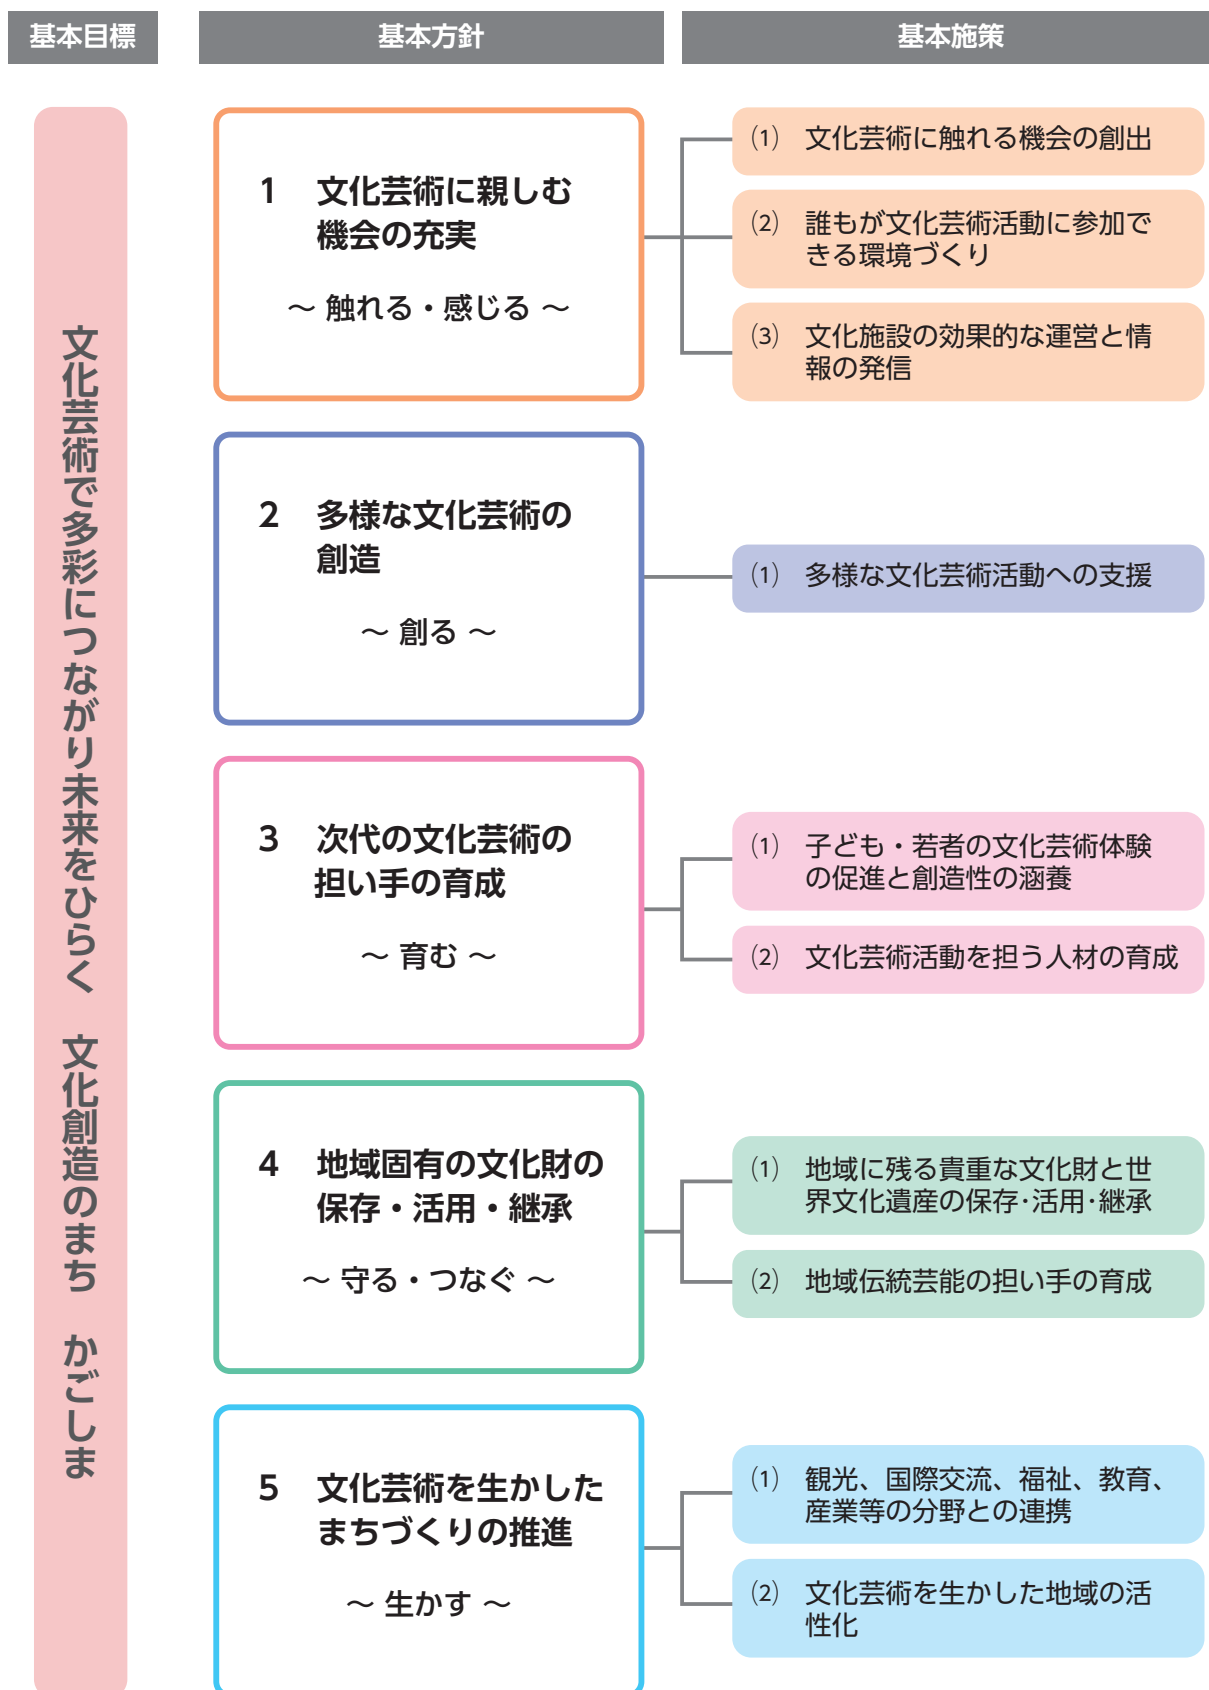 基本目標
基本方針
基本施策
文化芸術で多彩につながり未来をひらく　文化創造のまち　かごしま
1　文化芸術に親しむ
機会の充実
～ 触れる・感じる ～
(1)　文化芸術に触れる機会の創出
(2)　誰もが文化芸術活動に参加で
きる環境づくり
(3)　文化施設の効果的な運営と情
報の発信
2　多様な文化芸術の
創造
～ 創る ～
(1)　多様な文化芸術活動への支援
3　次代の文化芸術の
担い手の育成
～ 育む ～
(1)　子ども・若者の文化芸術体験
の促進と創造性の涵養
(2)　文化芸術活動を担う人材の育成
4　地域固有の文化財の
保存・活用・継承
～ 守る・つなぐ ～
(1)　地域に残る貴重な文化財と世
界文化遺産の保存･活用･継承
(2)　地域伝統芸能の担い手の育成
5　文化芸術を生かした
まちづくりの推進
～ 生かす ～
(1)　観光、国際交流、福祉、教育、
産業等の分野との連携
(2)　文化芸術を生かした地域の活
性化